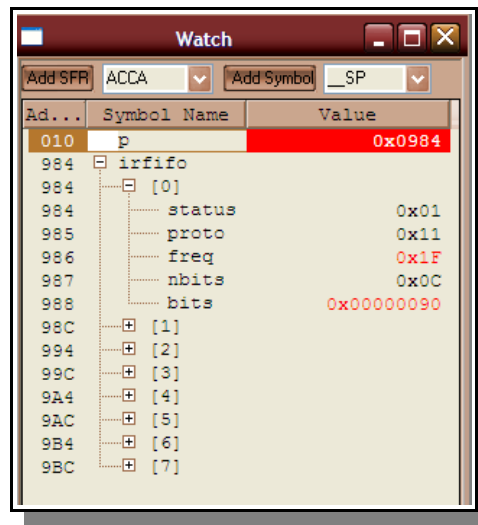 Watch
Add SFR ACCA Add Symbol __SP
Ad... Symbol Name Value
010 p 0x0984
984 irfifo
984 [0]
984 status 0x01
985 proto 0x11
986 freq 0x1F
987 nbits 0x0C
988 bits 0x00000090
98C [1]
994 [2]
99C [3]
9A4 [4]
9AC [5]
9B4 [6]
9BC [7]